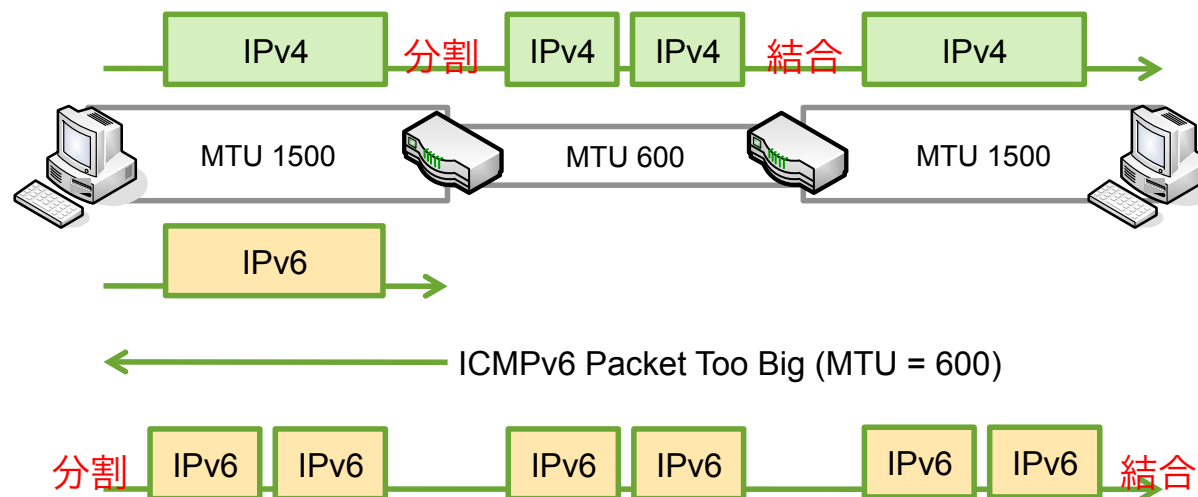 IPv4 分割 IPv4 IPv4 結合 IPv4
MTU 1500 MTU 600 MTU 1500
IPv6
ICMPv6 Packet Too Big (MTU = 600)
分割 IPv6 IPv6 IPv6 IPv6 IPv6 IPv6 結合